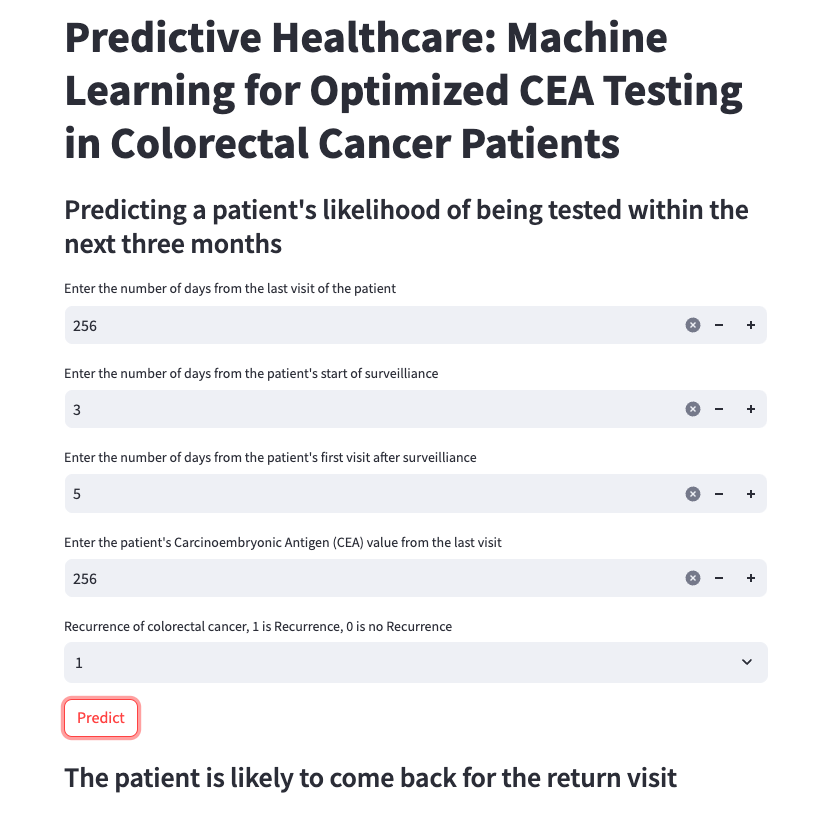 Predictive Healthcare: Machine
Learning for Optimized CEA Testing
in Colorectal Cancer Patients
Predicting a patient's likelihood of being tested within the
next three months
Enter the number of days from the last visit of the patient
256
Enter the number of days from the patient's start of surveilliance
3
Enter the number of days from the patient's first visit after surveilliance
5
Enter the patient's Carcinoembryonic Antigen (CEA) value from the last visit
256
Recurrence of colorectal cancer, 1 is Recurrence, 0 is no Recurrence
1
Predict
The patient is likely to come back for the return visit